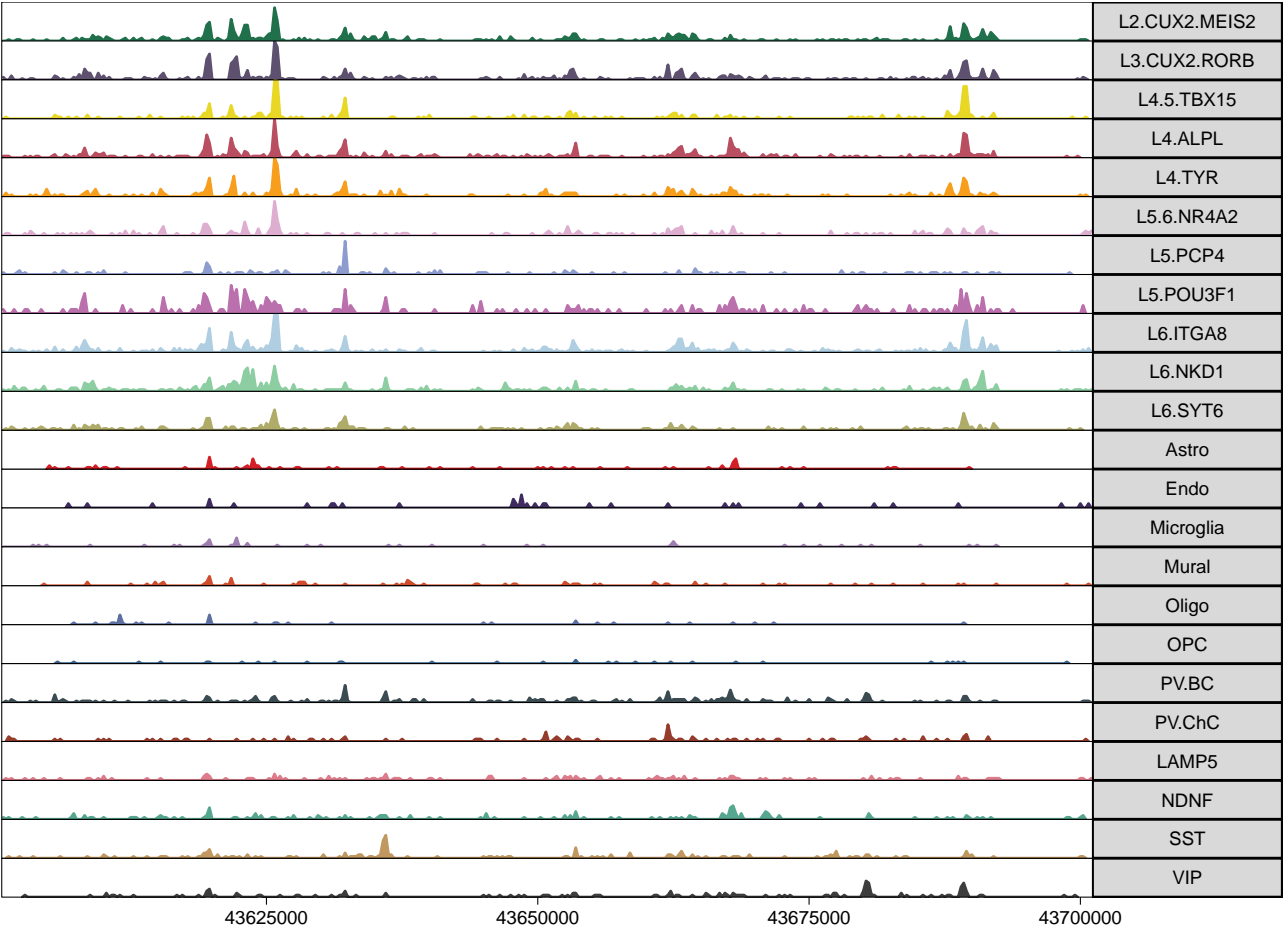 L2.CUX2.MEIS2
L3.CUX2.RORB
L4.5.TBX15
L4.ALPL
L4.TYR
L5.6.NR4A2
L5.PCP4
L5.POU3F1
L6.ITGA8
L6.NKD1
L6.SYT6
Astro
Endo
Microglia
Mural
Oligo
OPC
PV.BC
PV.ChC
LAMP5
NDNF
SST
VIP
43625000 43650000 43675000 43700000